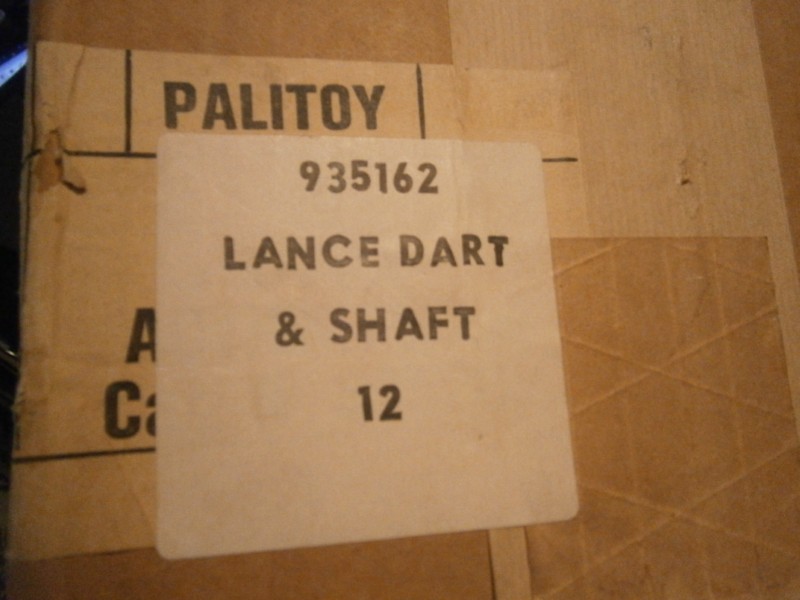 PALITOY
935162
LANCE DART
& SHAFT
12